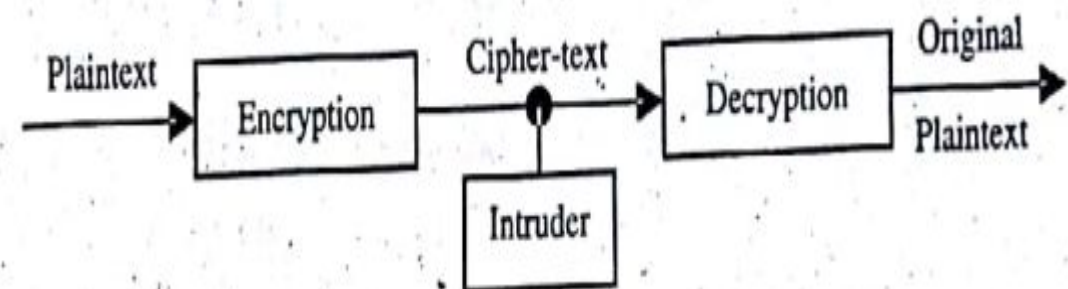 Plaintext
Encryption
Cipher-text
Intruder
Decryption
Original
Plaintext